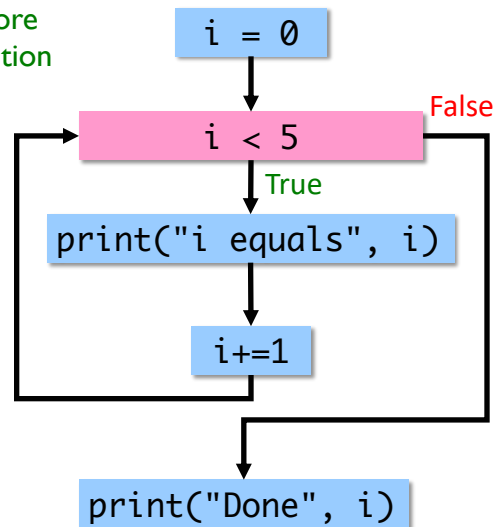 i = 0
i < 5
False
True
print("i equals", i)
i+=1
print("Done", i)